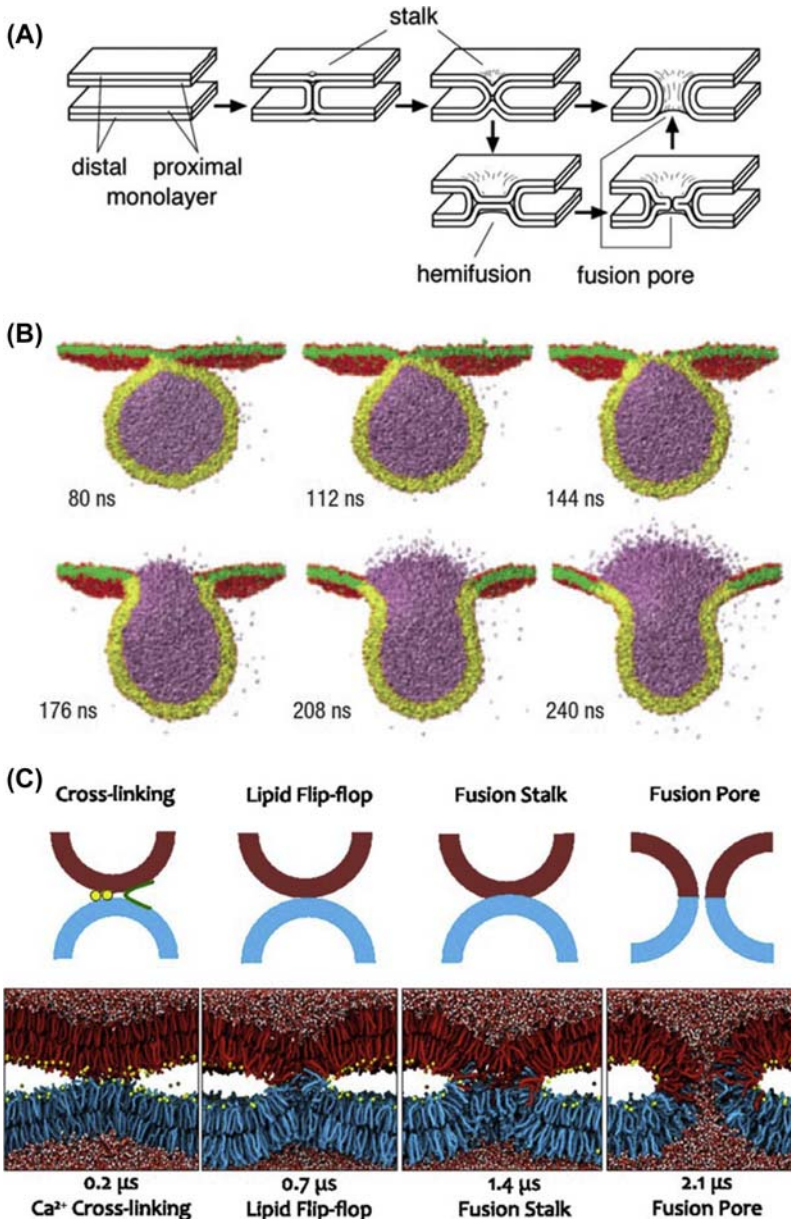 (A)
stalk
distal proximal
monolayer
hemifusion
fusion pore
(B)
80 ns
112 ns
144 ns
176 ns
208 ns
240 ns
(C)
Cross-linking
Lipid Flip-flop
Fusion Stalk
Fusion Pore
0.2 µs
0.7 µs
1.4 µs
2.1 µs
Ca²⁺ Cross-linking
Lipid Flip-flop
Fusion Stalk
Fusion Pore